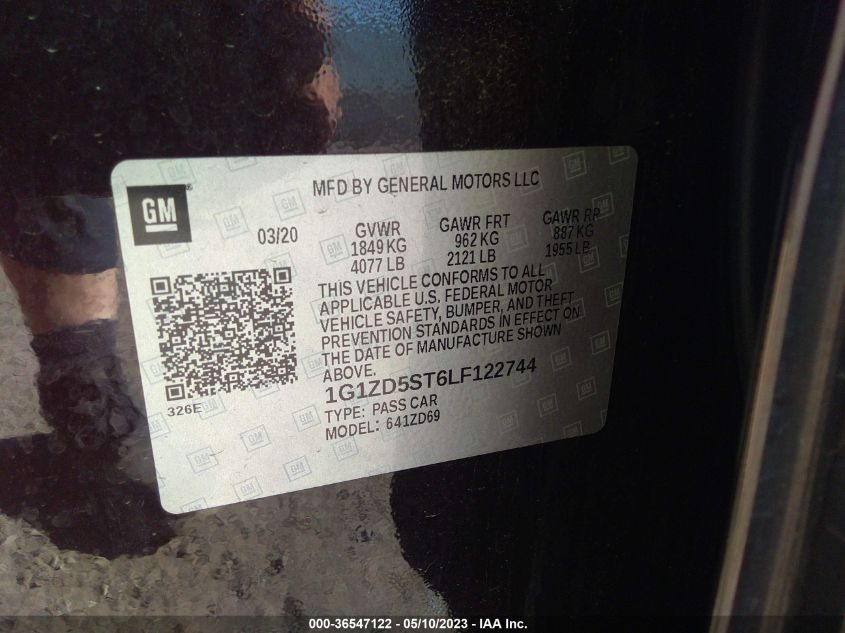 GM®
MFD BY GENERAL MOTORS LLC
03/20
GVWR
1849 KG
4077 LB
GAWR FRT
962 KG
2121 LB
GAWR RR
887 KG
1955 LB
THIS VEHICLE CONFORMS TO ALL
APPLICABLE U.S. FEDERAL MOTOR
VEHICLE SAFETY, BUMPER, AND THEFT
PREVENTION STANDARDS IN EFFECT ON
THE DATE OF MANUFACTURE SHOWN
ABOVE.
1G1ZD5ST6LF122744
TYPE: PASS CAR
MODEL: 641ZD69
326E
000-36547122 — 05/10/2023 — IAA Inc.